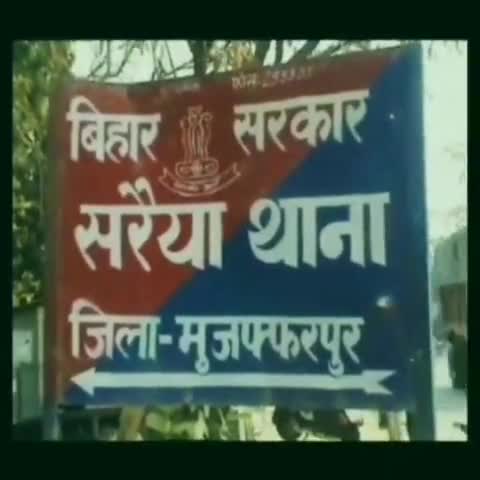 बिहार सरकार
सरैया थाना
जिला-मुजफ्फरपुर